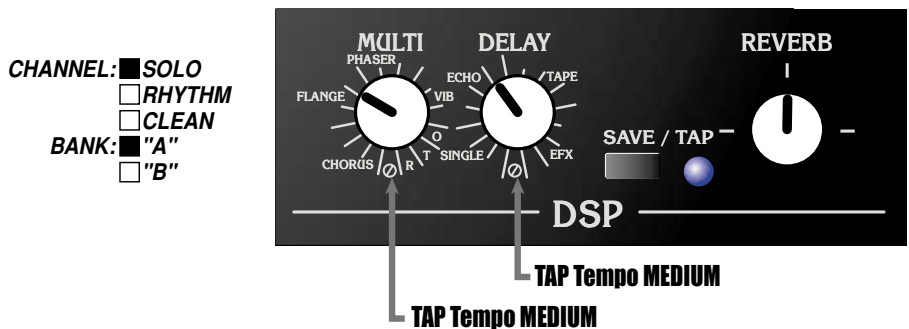 CHANNEL: SOLO
RHYTHM
CLEAN
BANK: "A"
"B"
MULTI
DELAY
REVERB
PHASER
FLANGE
VIB
O
T
R
CHORUS
ECHO
TAPE
SINGLE
EFX
SAVE / TAP
DSP
TAP Tempo MEDIUM
TAP Tempo MEDIUM